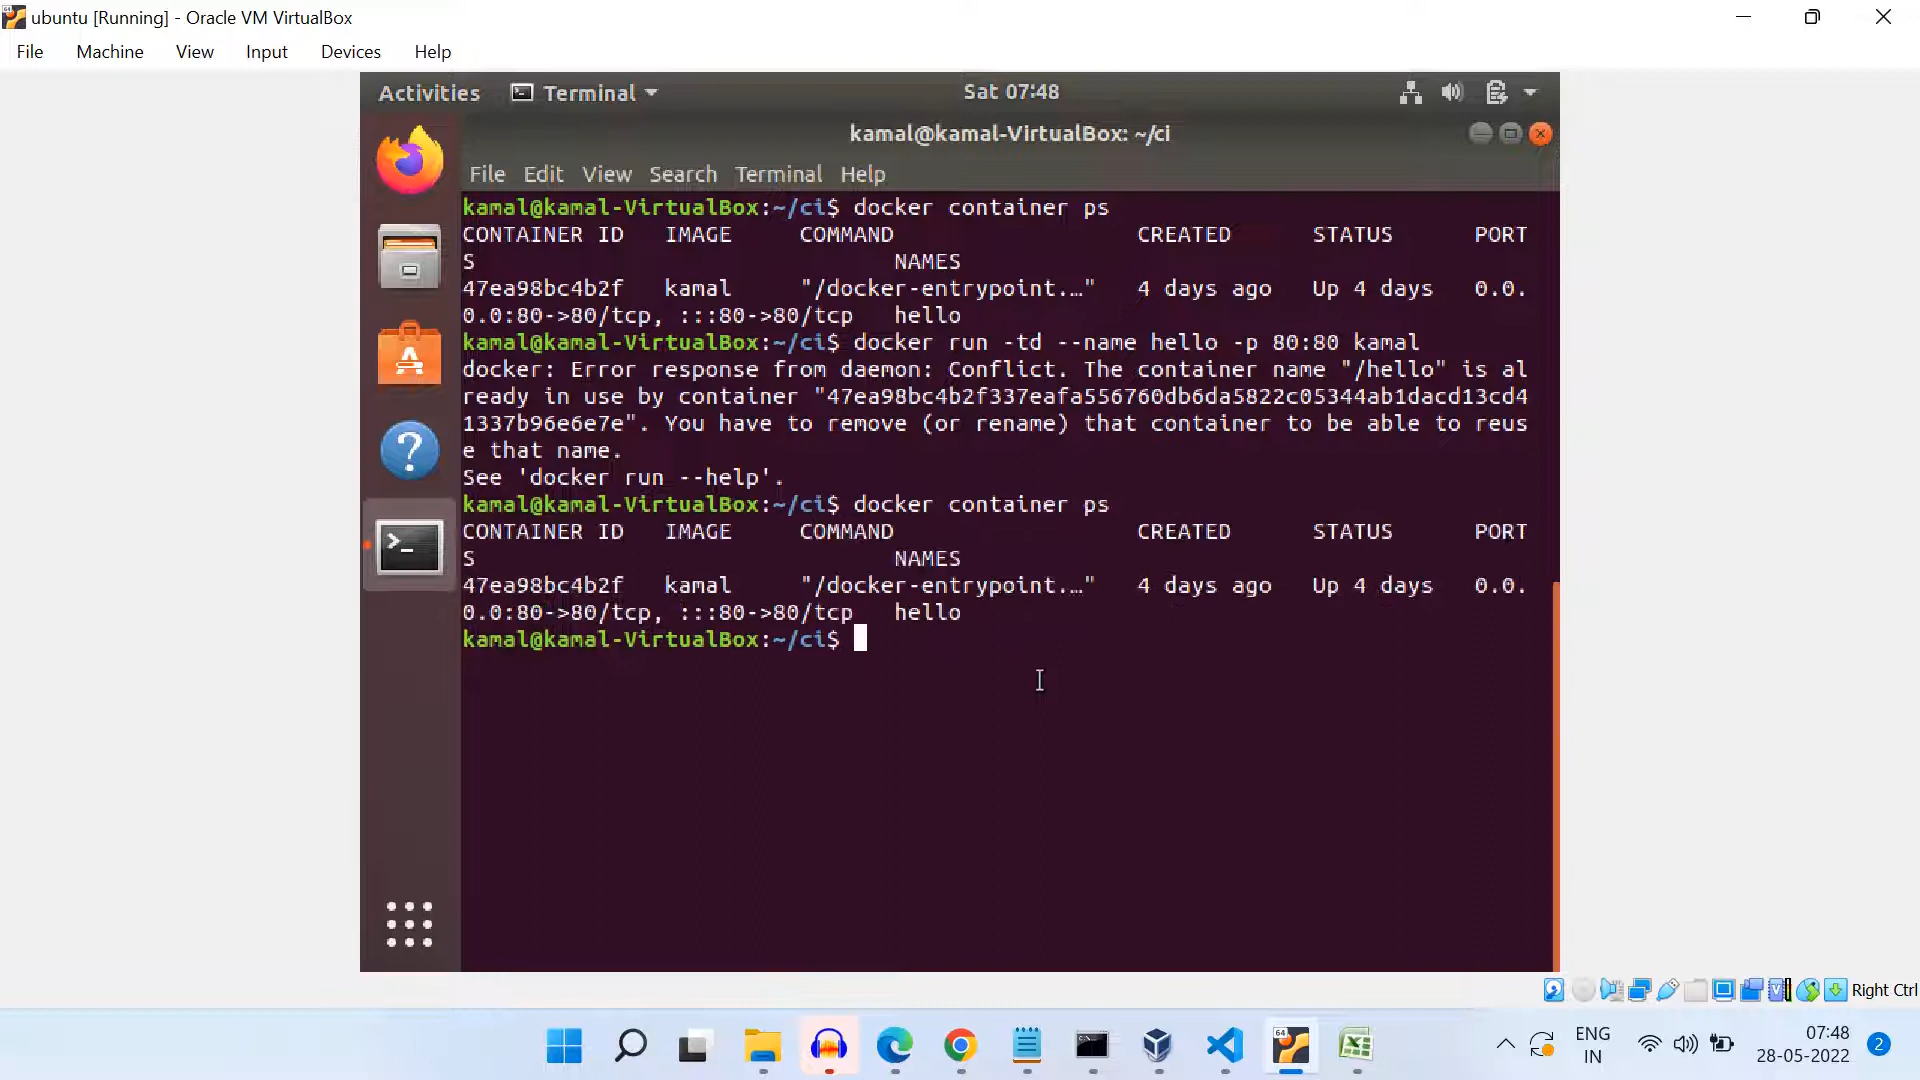 ubuntu [Running] - Oracle VM VirtualBox
File Machine View Input Devices Help
Activities Terminal Sat 07:48
kamal@kamal-VirtualBox: ~/ci
File Edit View Search Terminal Help
kamal@kamal-VirtualBox:~/ci$ docker container ps
CONTAINER ID IMAGE COMMAND CREATED STATUS PORT
S NAMES
47ea98bc4b2f kamal "/docker-entrypoint.…" 4 days ago Up 4 days 0.0.
0.0:80->80/tcp, :::80->80/tcp hello
kamal@kamal-VirtualBox:~/ci$ docker run -td --name hello -p 80:80 kamal
docker: Error response from daemon: Conflict. The container name "/hello" is al
ready in use by container "47ea98bc4b2f337eafa556760db6da5822c05344ab1dacd13cd4
1337b96e6e7e". You have to remove (or rename) that container to be able to reus
e that name.
See 'docker run --help'.
kamal@kamal-VirtualBox:~/ci$ docker container ps
CONTAINER ID IMAGE COMMAND CREATED STATUS PORT
S NAMES
47ea98bc4b2f kamal "/docker-entrypoint.…" 4 days ago Up 4 days 0.0.
0.0:80->80/tcp, :::80->80/tcp hello
kamal@kamal-VirtualBox:~/ci$
Right Ctrl
ENG
IN
07:48
28-05-2022
2
64